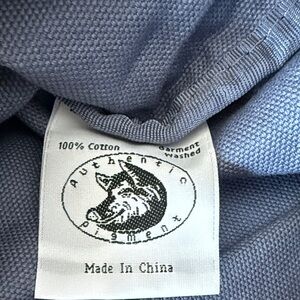 100% Cotton
Garment
Washed
Authentic
Pigment
Made In China